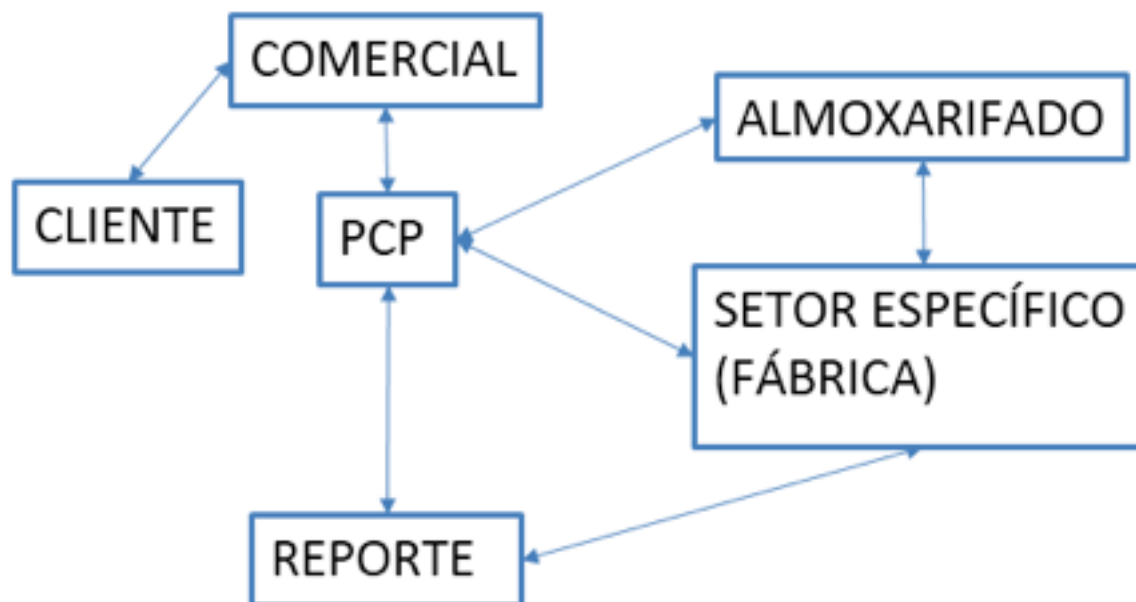 COMERCIAL
ALMOXARIFADO
CLIENTE
PCP
SETOR ESPECÍFICO
(FÁBRICA)
REPORTE